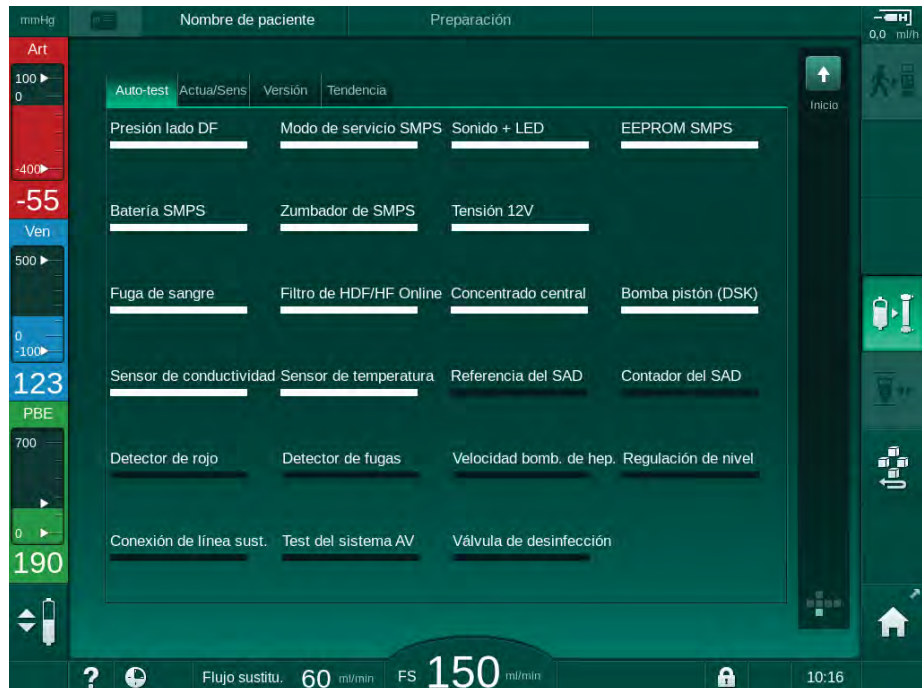 mmHg
Nombre de paciente
Preparación
0,0 ml/h
Art
100
0
-400
-55
Ven
500
0
-100
123
PBE
700
0
190
Auto-test Actua/Sens Versión Tendencia
Inicio
Presión lado DF Modo de servicio SMPS Sonido + LED EEPROM SMPS
Batería SMPS Zumbador de SMPS Tensión 12V
Fuga de sangre Filtro de HDF/HF Online Concentrado central Bomba pistón (DSK)
Sensor de conductividad Sensor de temperatura Referencia del SAD Contador del SAD
Detector de rojo Detector de fugas Velocidad bomb. de hep. Regulación de nivel
Conexión de línea sust. Test del sistema AV Válvula de desinfección
? Flujo sustitu. 60 ml/min FS 150 ml/min 10:16